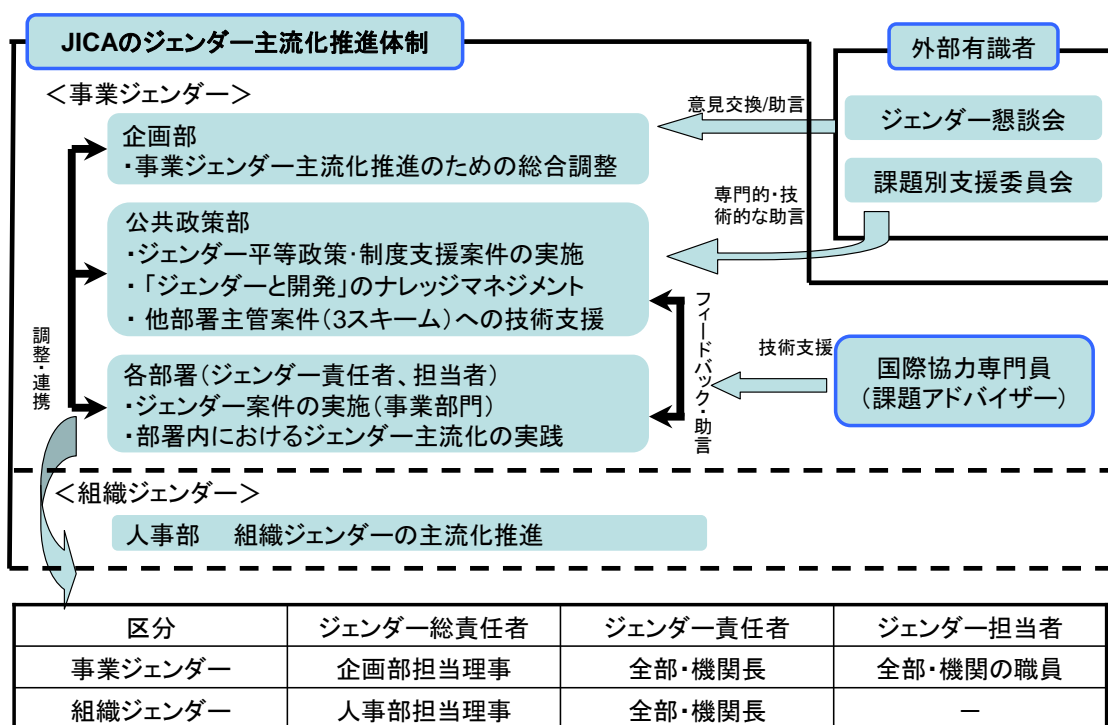 JICAのジェンダー主流化推進体制
外部有識者
＜事業ジェンダー＞
意見交換/助言
ジェンダー懇談会
企画部
・事業ジェンダー主流化推進のための総合調整
課題別支援委員会
専門的・技
術的な助言
公共政策部
・ジェンダー平等政策・制度支援案件の実施
・「ジェンダーと開発」のナレッジマネジメント
・ 他部署主管案件（3スキーム）への技術支援
調整・連携
フィードバック・助言
技術支援
国際協力専門員
（課題アドバイザー）
各部署（ジェンダー責任者、担当者）
・ジェンダー案件の実施（事業部門）
・部署内におけるジェンダー主流化の実践
＜組織ジェンダー＞
人事部　組織ジェンダーの主流化推進
区分 ジェンダー総責任者 ジェンダー責任者 ジェンダー担当者
事業ジェンダー 企画部担当理事 全部・機関長 全部・機関の職員
組織ジェンダー 人事部担当理事 全部・機関長 －